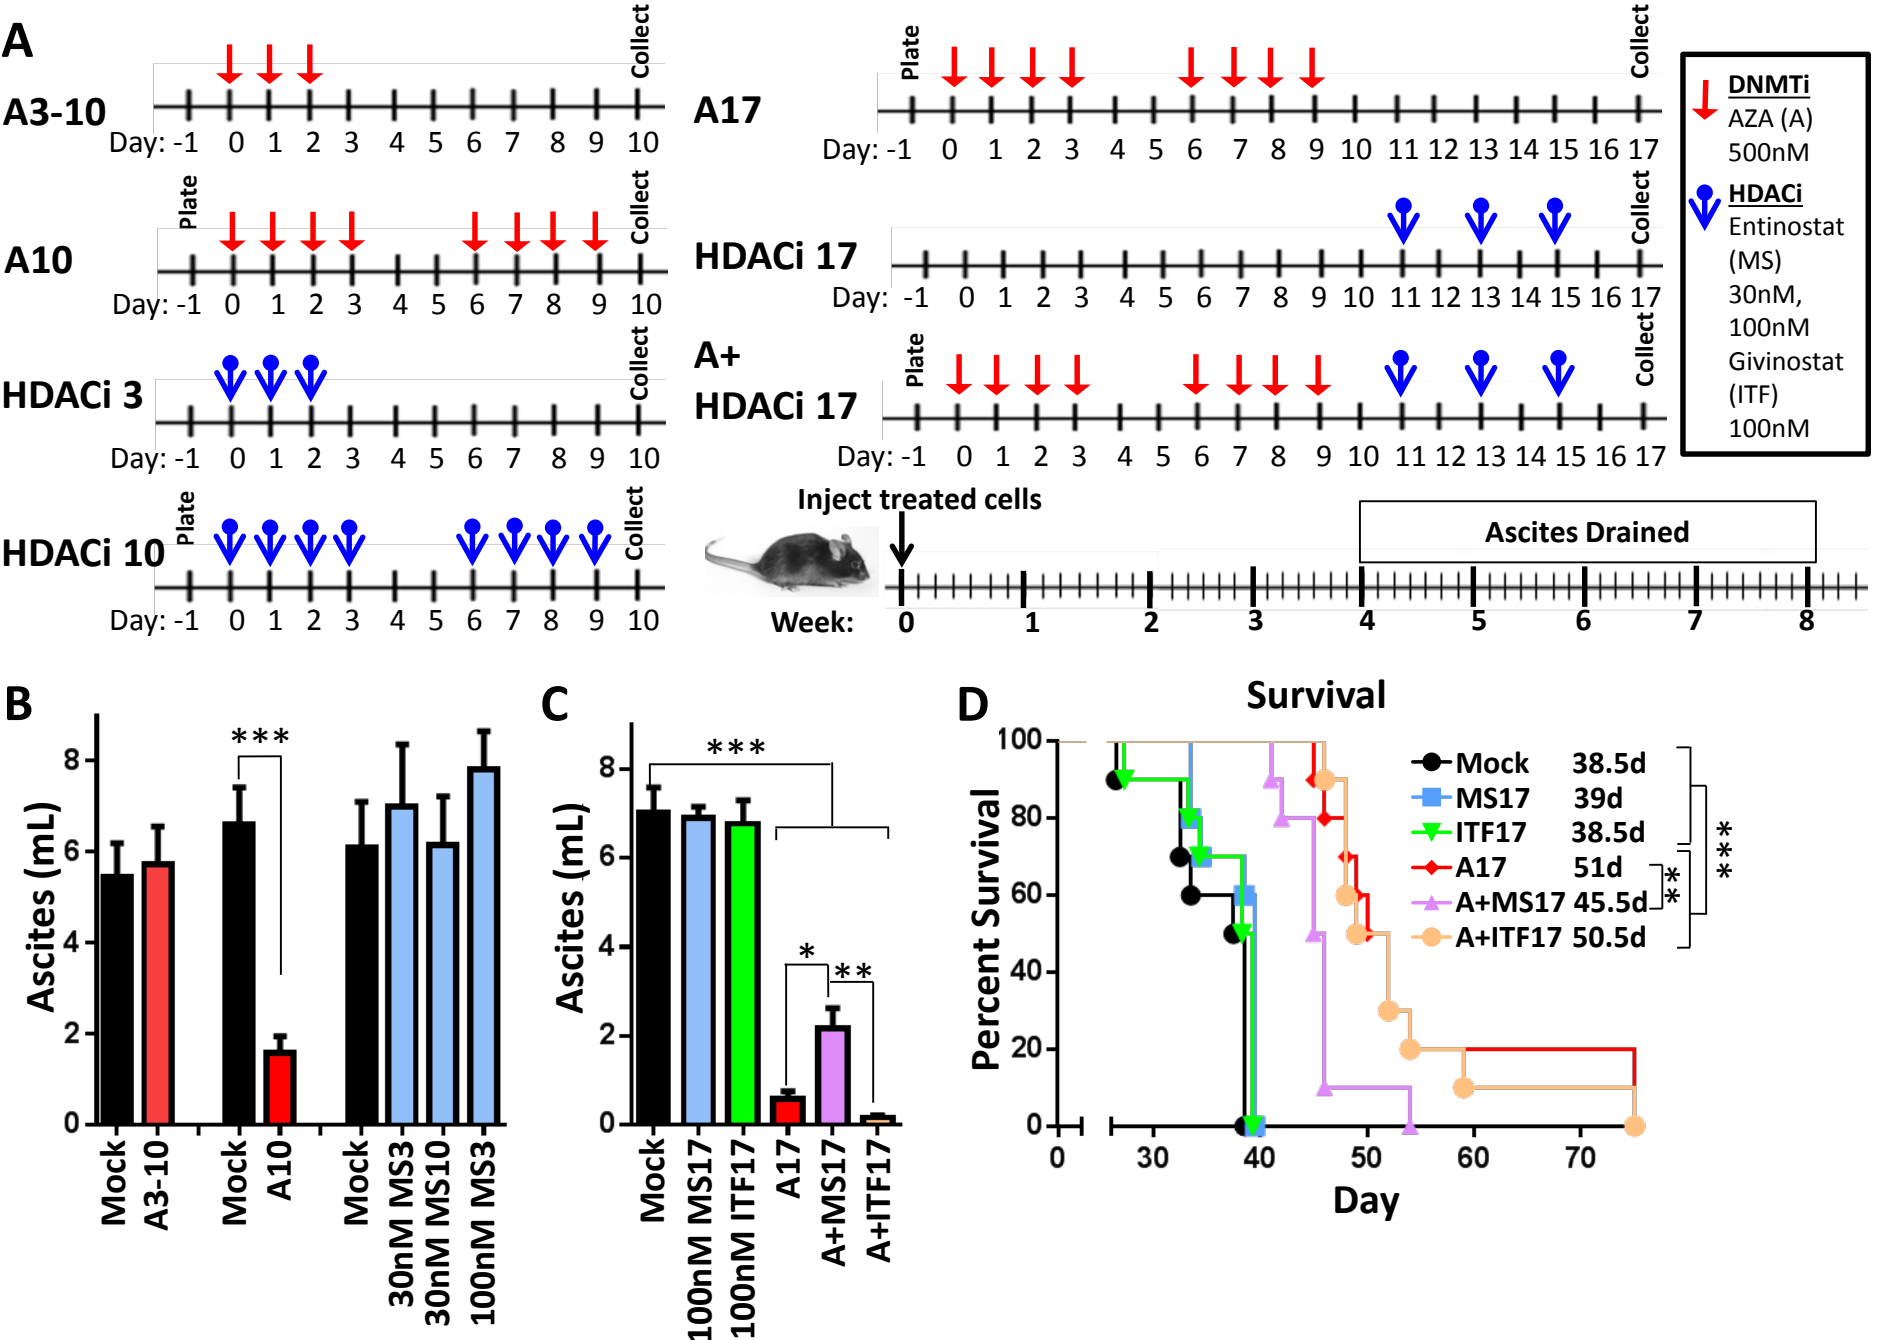 A
A3-10
Collect
Day: -1 0 1 2 3 4 5 6 7 8 9 10
A10
Plate
Collect
Day: -1 0 1 2 3 4 5 6 7 8 9 10
HDACi 3
Collect
Day: -1 0 1 2 3 4 5 6 7 8 9 10
HDACi 10
Plate
Collect
Day: -1 0 1 2 3 4 5 6 7 8 9 10
A17
Plate
Collect
Day: -1 0 1 2 3 4 5 6 7 8 9 10 11 12 13 14 15 16 17
HDACi 17
Collect
Day: -1 0 1 2 3 4 5 6 7 8 9 10 11 12 13 14 15 16 17
A+
HDACi 17
Plate
Collect
Day: -1 0 1 2 3 4 5 6 7 8 9 10 11 12 13 14 15 16 17
DNMTi
AZA (A)
500nM
HDACi
Entinostat
(MS)
30nM,
100nM
Givinostat
(ITF)
100nM
Inject treated cells
Ascites Drained
Week: 0 1 2 3 4 5 6 7 8
B
Ascites (mL)
8
6
4
2
0
***
Mock
A3-10
Mock
A10
Mock
30nM MS3
30nM MS10
100nM MS3
C
Ascites (mL)
8
6
4
2
0
***
*
**
Mock
100nM MS17
100nM ITF17
A17
A+MS17
A+ITF17
D
Survival
Percent Survival
100
80
60
40
20
0
Mock 38.5d
MS17 39d
ITF17 38.5d
A17 51d
A+MS17 45.5d
A+ITF17 50.5d
**
***
0 30 40 50 60 70
Day